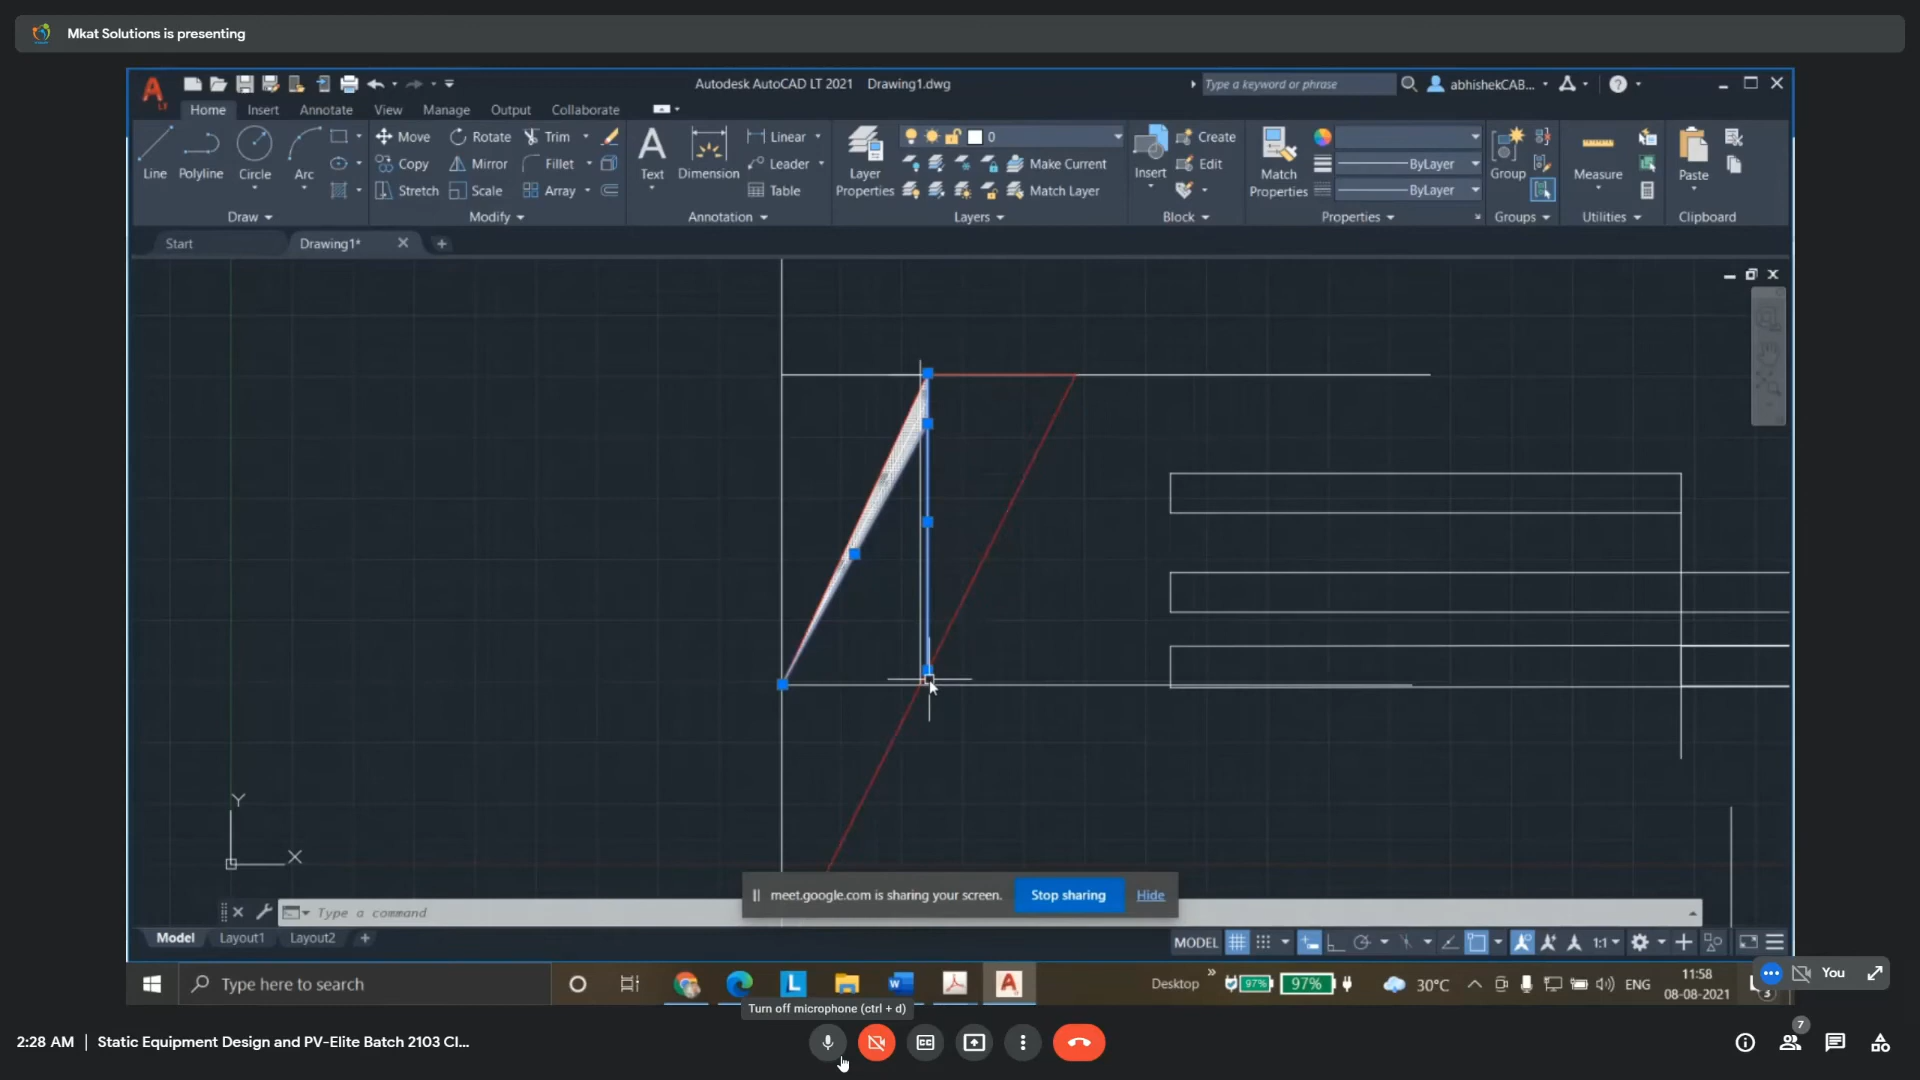 Mkat Solutions is presenting
Autodesk AutoCAD LT 2021 Drawing1.dwg
Type a keyword or phrase
abhishekCAB...
Home Insert Annotate View Manage Output Collaborate
Line Polyline Circle Arc
Move Rotate Trim
Copy Mirror Fillet
Stretch Scale Array
Text Dimension
Linear
Leader
Table
Layer Properties
0
Make Current
Match Layer
Insert
Create
Edit
Match Properties
ByLayer
ByLayer
Group
Measure
Paste
Draw Modify Annotation Layers Block Properties Groups Utilities Clipboard
Start Drawing1* +
Y
X
meet.google.com is sharing your screen. Stop sharing Hide
Type a command
Model Layout1 Layout2 +
MODEL 1:1
Type here to search
Desktop
97% 97%
30°C
ENG
11:58
08-08-2021
3
You
Turn off microphone (ctrl + d)
2:28 AM | Static Equipment Design and PV-Elite Batch 2103 Cl...
7